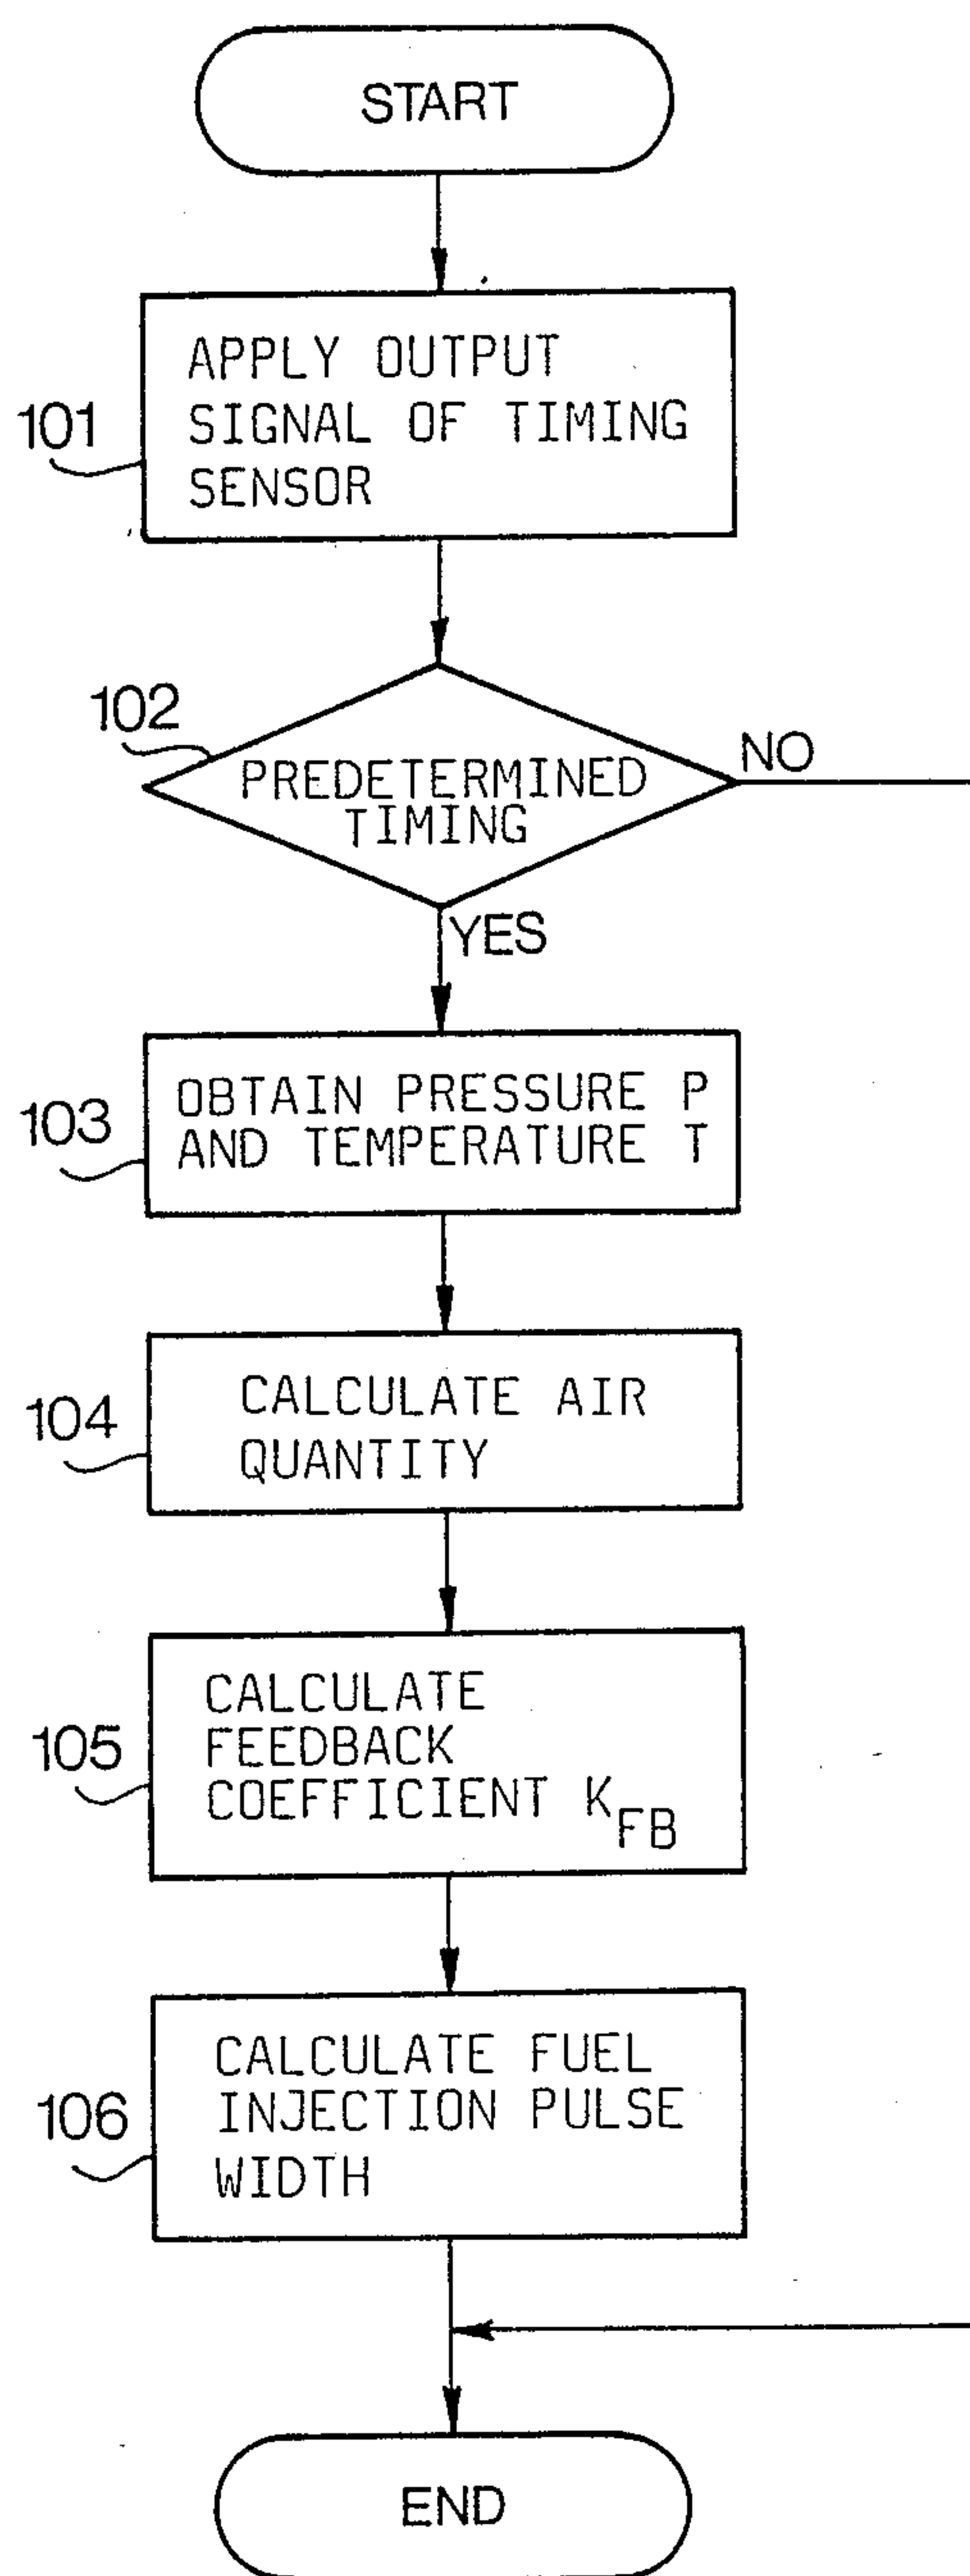 START
101
APPLY OUTPUT
SIGNAL OF TIMING
SENSOR
102
PREDETERMINED
TIMING
NO
YES
103
OBTAIN PRESSURE P
AND TEMPERATURE T
104
CALCULATE AIR
QUANTITY
105
CALCULATE
FEEDBACK
COEFFICIENT K_FB
106
CALCULATE FUEL
INJECTION PULSE
WIDTH
END